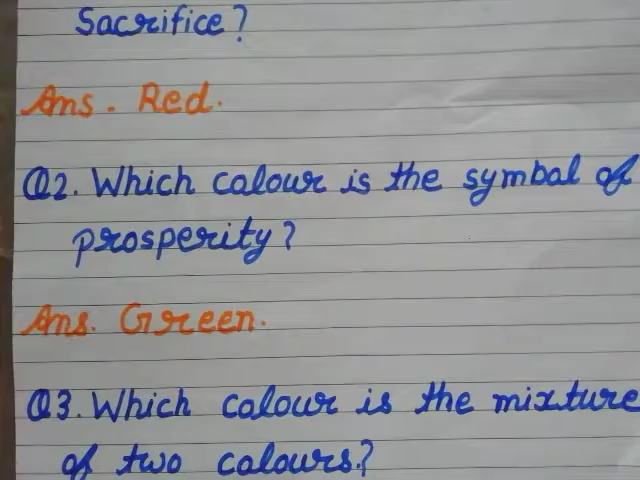 Sacrifice?
Ans. Red.
Q2. Which colour is the symbol of
prosperity?
Ans. Green.
Q3. Which colour is the mixture
of two colours?